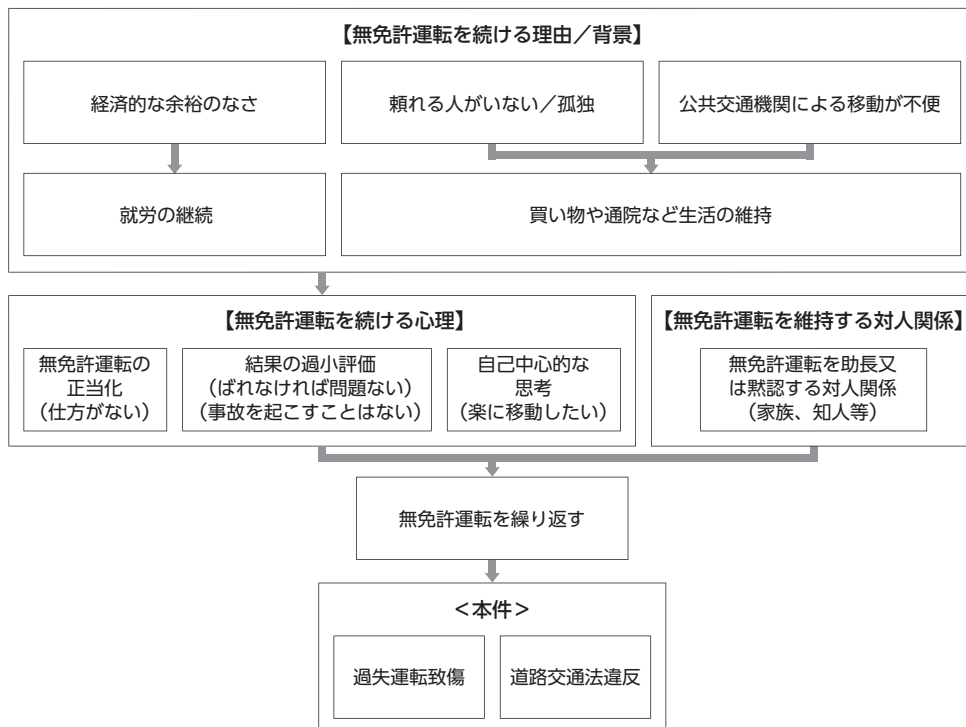 【無免許運転を続ける理由／背景】
経済的な余裕のなさ
頼れる人がいない／孤独
公共交通機関による移動が不便
就労の継続
買い物や通院など生活の維持
【無免許運転を続ける心理】
無免許運転の
正当化
（仕方がない）
結果の過小評価
（ばれなければ問題ない）
（事故を起こすことはない）
自己中心的な
思考
（楽に移動したい）
【無免許運転を維持する対人関係】
無免許運転を助長又
は黙認する対人関係
（家族、知人等）
無免許運転を繰り返す
＜本件＞
過失運転致傷
道路交通法違反